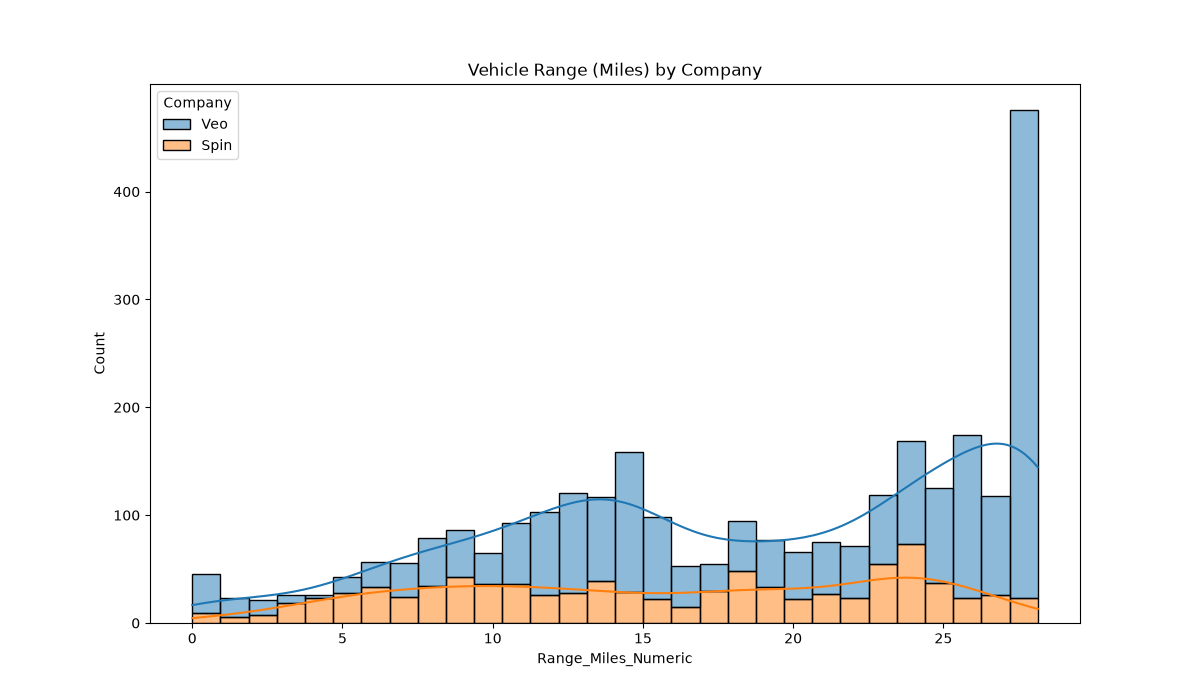 Vehicle Range (Miles) by Company
Company
Veo
Spin
400
300
200
100
0
Count
0 5 10 15 20 25
Range_Miles_Numeric